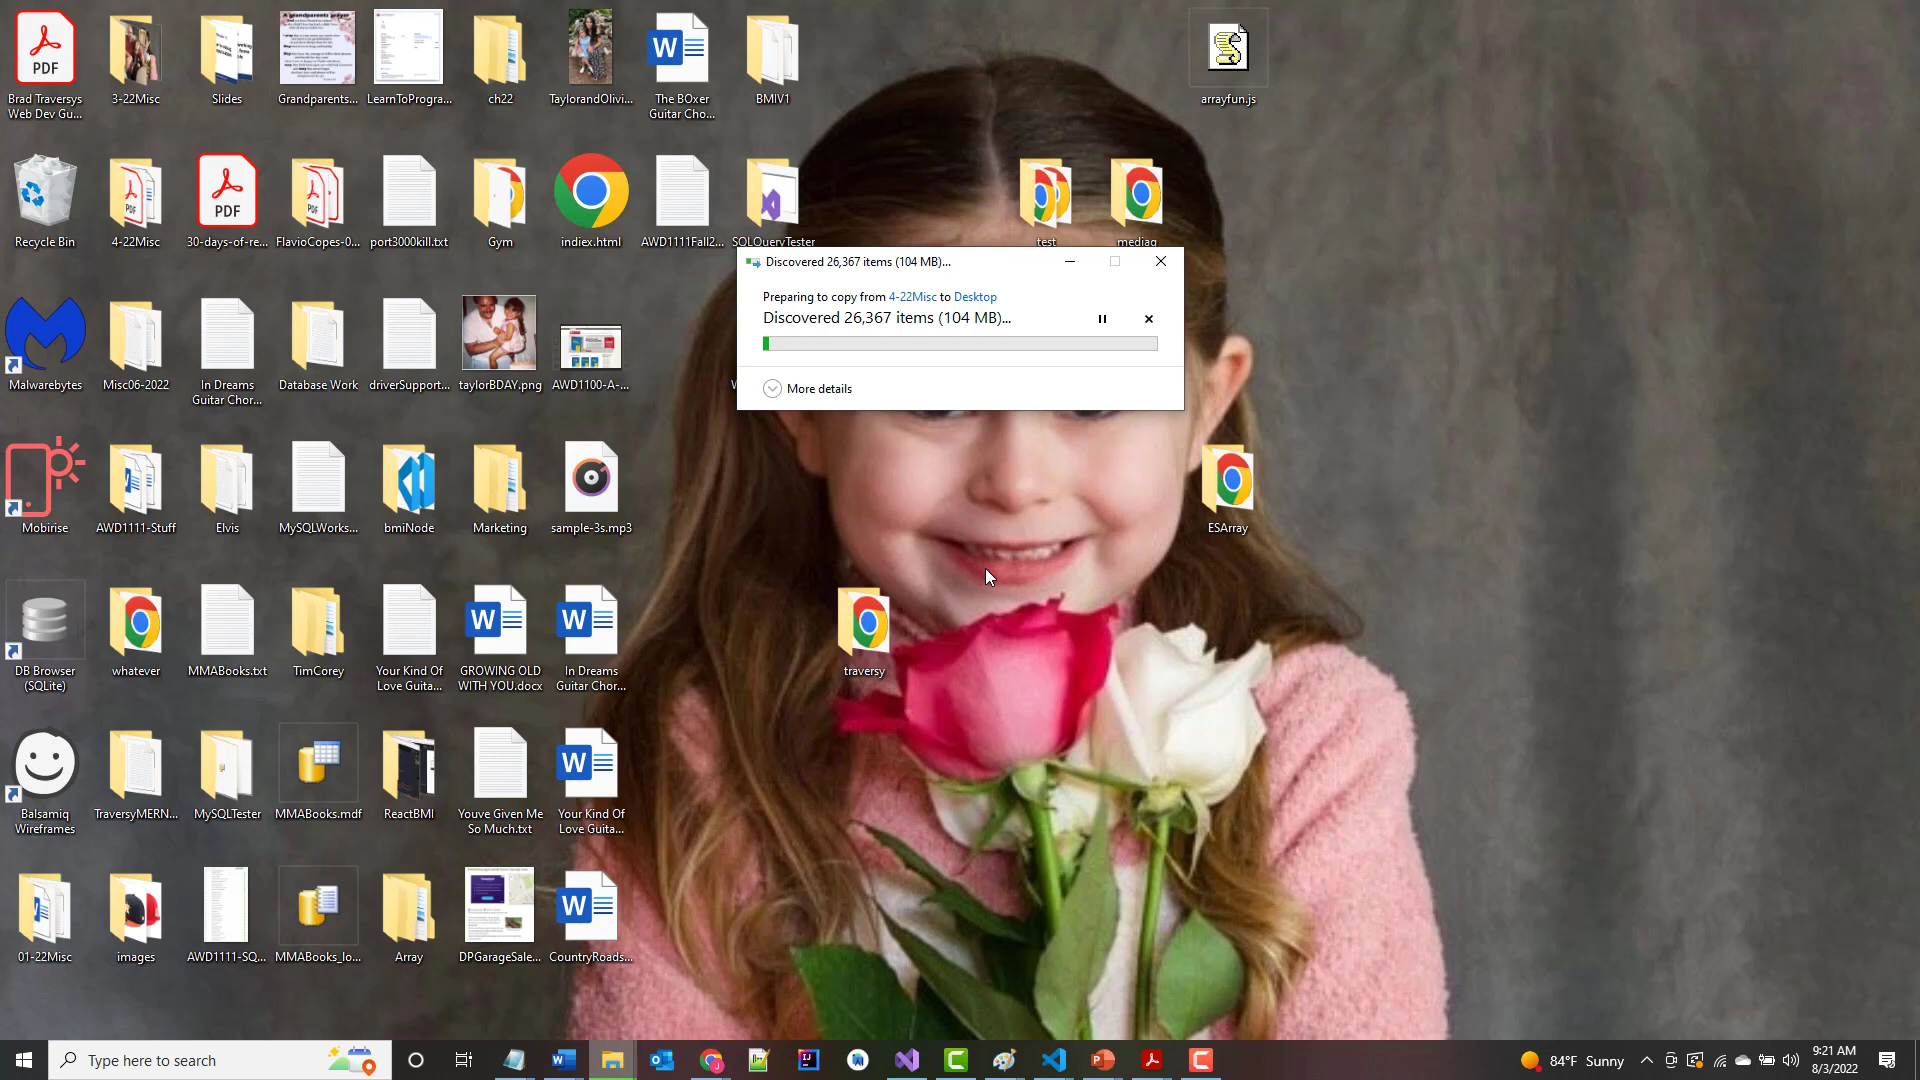 Brad Traversys
Web Dev Gu...
3-22Misc
Slides
Grandparents...
LearnToProgra...
ch22
TaylorandOlivi...
The BOxer
Guitar Cho...
BMIV1
arrayfun.js
PDF
A grandparents prayer
Recycle Bin
4-22Misc
30-days-of-re...
FlavioCopes-0...
port3000kill.txt
Gym
indiex.html
AWD1111Fall2...
SQLQueryTester
test
mediaq
PDF
Malwarebytes
Misc06-2022
In Dreams
Guitar Chor...
Database Work
driverSupport...
taylorBDAY.png
AWD1100-A-...
Discovered 26,367 items (104 MB)...
Preparing to copy from 4-22Misc to Desktop
Discovered 26,367 items (104 MB)...
More details
Mobirise
AWD1111-Stuff
Elvis
MySQLWorks...
bmiNode
Marketing
sample-3s.mp3
ESArray
DB Browser
(SQLite)
whatever
MMABooks.txt
TimCorey
Your Kind Of
Love Guita...
GROWING OLD
WITH YOU.docx
In Dreams
Guitar Chor...
traversy
Balsamiq
Wireframes
TraversyMERN...
MySQLTester
MMABooks.mdf
ReactBMI
Youve Given Me
So Much.txt
Your Kind Of
Love Guita...
01-22Misc
images
AWD1111-SQ...
MMABooks_lo...
Array
DPGarageSale...
CountryRoads...
Type here to search
84°F Sunny
9:21 AM
8/3/2022